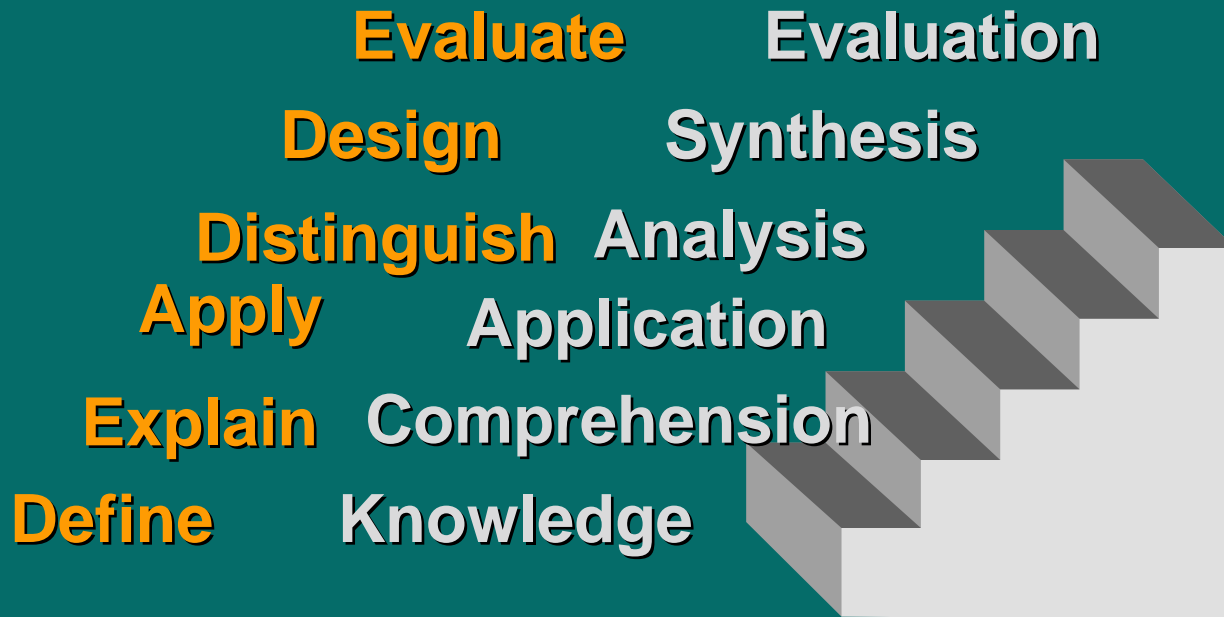 Evaluate Evaluation
Design Synthesis
Distinguish Analysis
Apply Application
Explain Comprehension
Define Knowledge